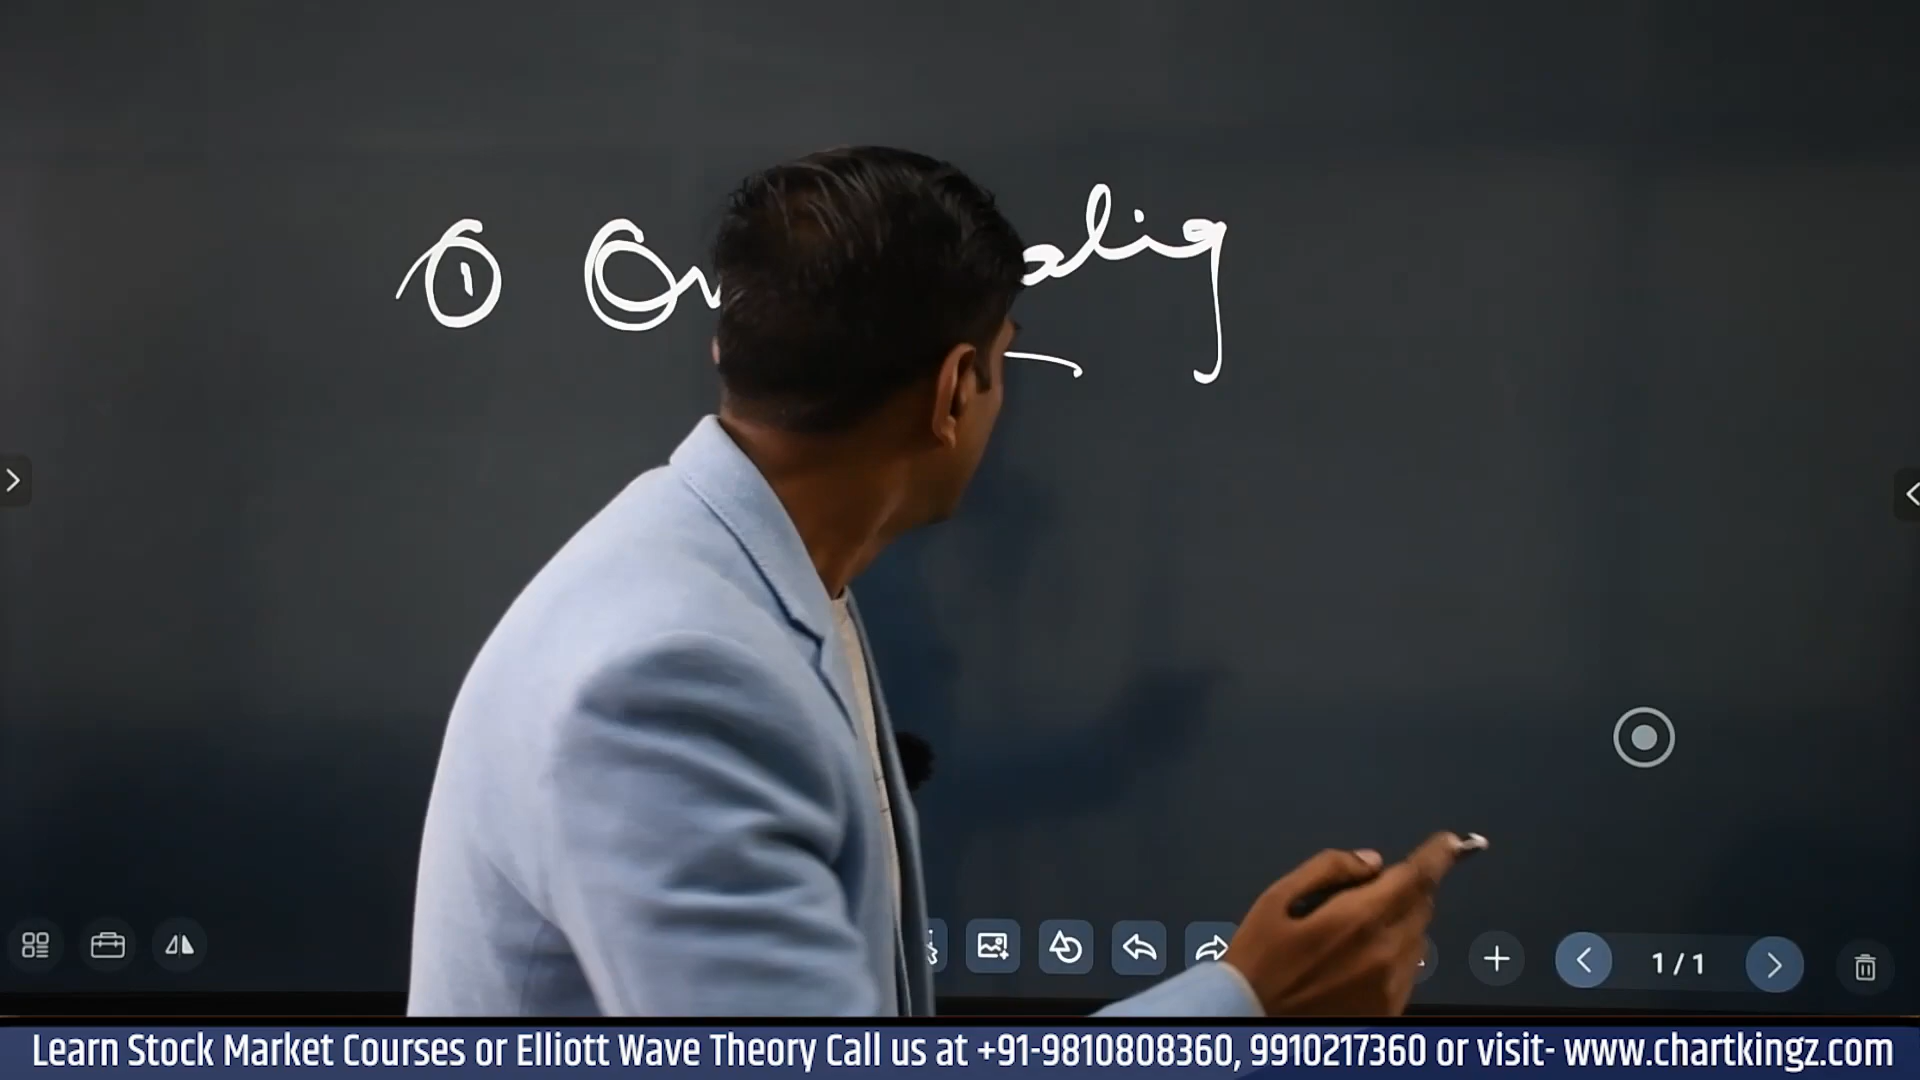 ①
1 / 1
Learn Stock Market Courses or Elliott Wave Theory Call us at +91-9810808360, 9910217360 or visit- www.chartkingz.com